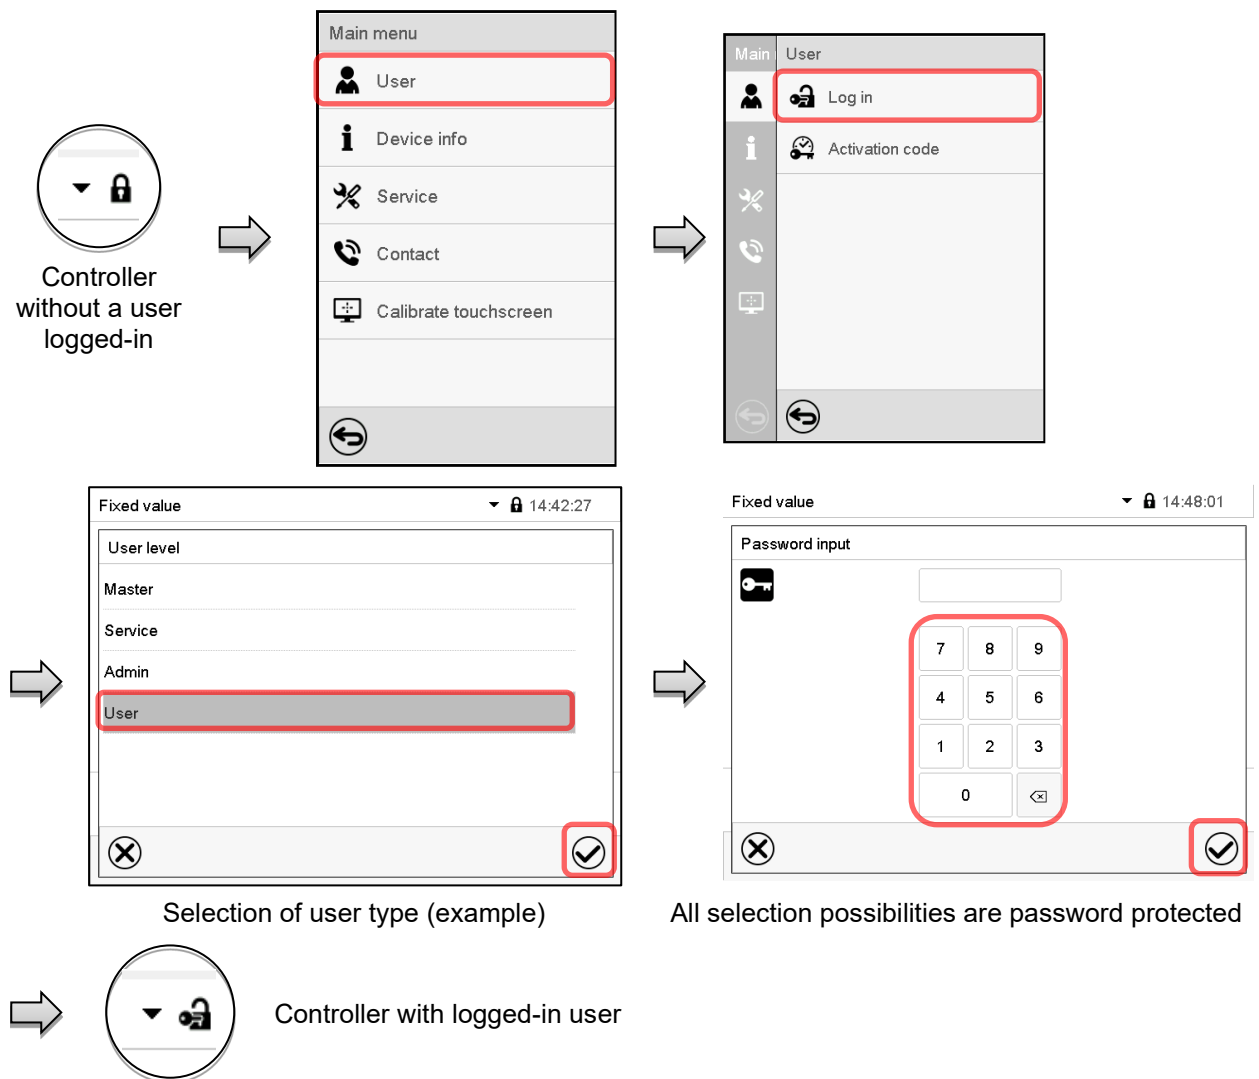 Main menu
User
Device info
Service
Contact
Calibrate touchscreen
Controller
without a user
logged-in
Main
User
Log in
Activation code
Fixed value
14:42:27
User level
Master
Service
Admin
User
Selection of user type (example)
Fixed value
14:48:01
Password input
7 8 9
4 5 6
1 2 3
0
All selection possibilities are password protected
Controller with logged-in user